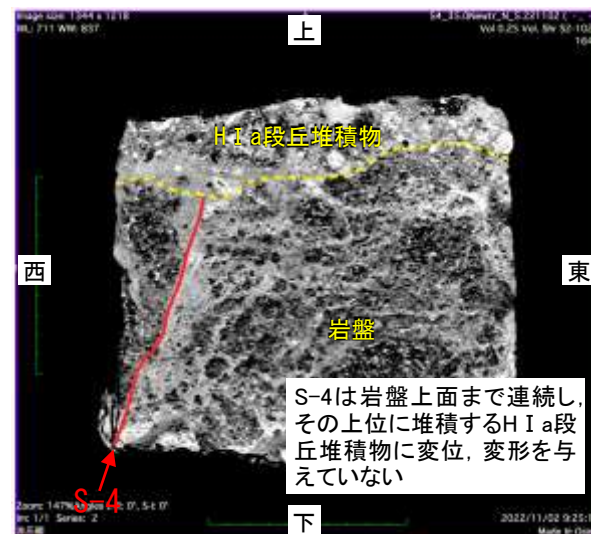 Image size: 1344 x 1218
WL: 711 WW: 837
上
HⅠa段丘堆積物
西
東
岩盤
S-4は岩盤上面まで連続し,
その上位に堆積するHⅠa段
丘堆積物に変位，変形を与
えていない
S-4
下
2022/11/02